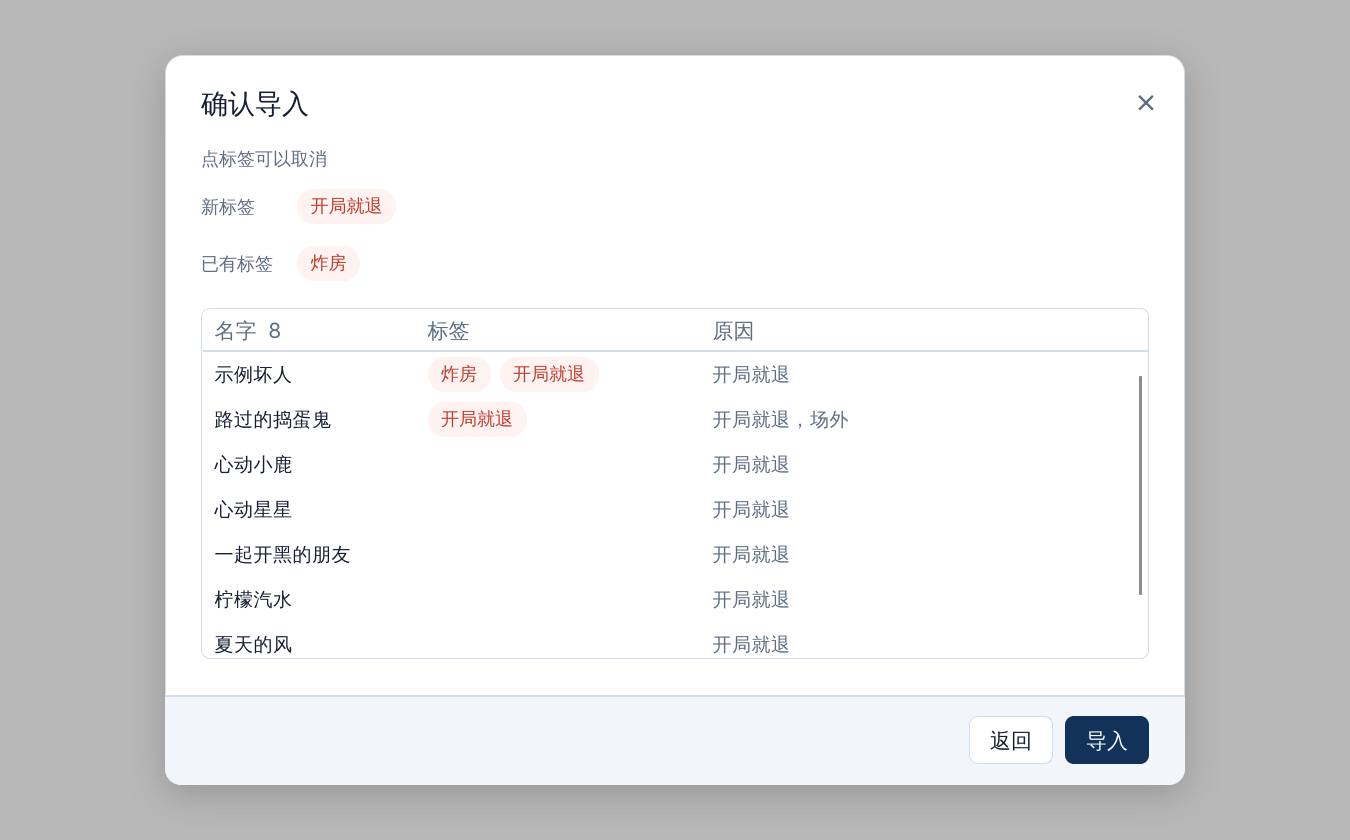 确认导入
点标签可以取消
新标签 开局就退
已有标签 炸房
名字 8 标签 原因
示例坏人 炸房 开局就退 开局就退
路过的捣蛋鬼 开局就退 开局就退，场外
心动小鹿 开局就退
心动星星 开局就退
一起开黑的朋友 开局就退
柠檬汽水 开局就退
夏天的风 开局就退
返回 导入